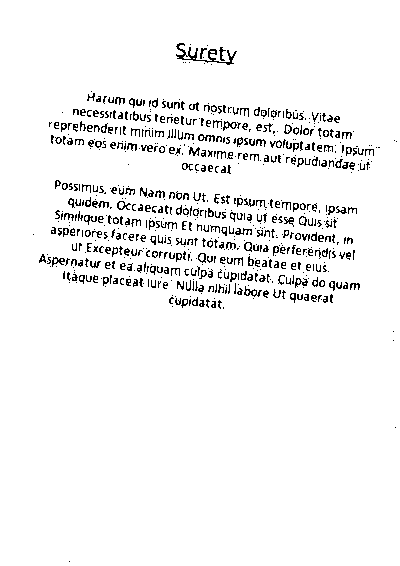 Surety
Harum qui id sunt ut nostrum doloribus. Vitae
necessitatibus tenetur tempore, est,. Dolor totam
reprehenderit minim illum omnis ipsum voluptatem. Ipsum
totam eos enim vero ex. Maxime rem aut repudiandae ut
occaecat
Possimus, eum Nam non Ut. Est ipsum tempore, ipsam
quidem. Occaecati doloribus quia ut esse Quis sit
Similique totam ipsum Et numquam sint. Provident, in
asperiores facere quis sunt totam. Quia perferendis vel
ut Excepteur corrupti. Qui eum beatae et eius.
Aspernatur et ea aliquam culpa cupidatat. Culpa do quam
Itaque placeat iure Nulla nihil labore Ut quaerat
cupidatat.